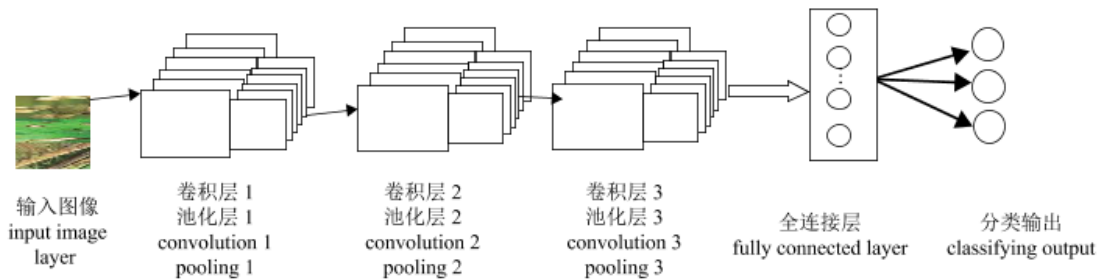 输入图像
input image
layer
卷积层 1
池化层 1
convolution 1
pooling 1
卷积层 2
池化层 2
convolution 2
pooling 2
卷积层 3
池化层 3
convolution 3
pooling 3
全连接层
fully connected layer
分类输出
classifying output